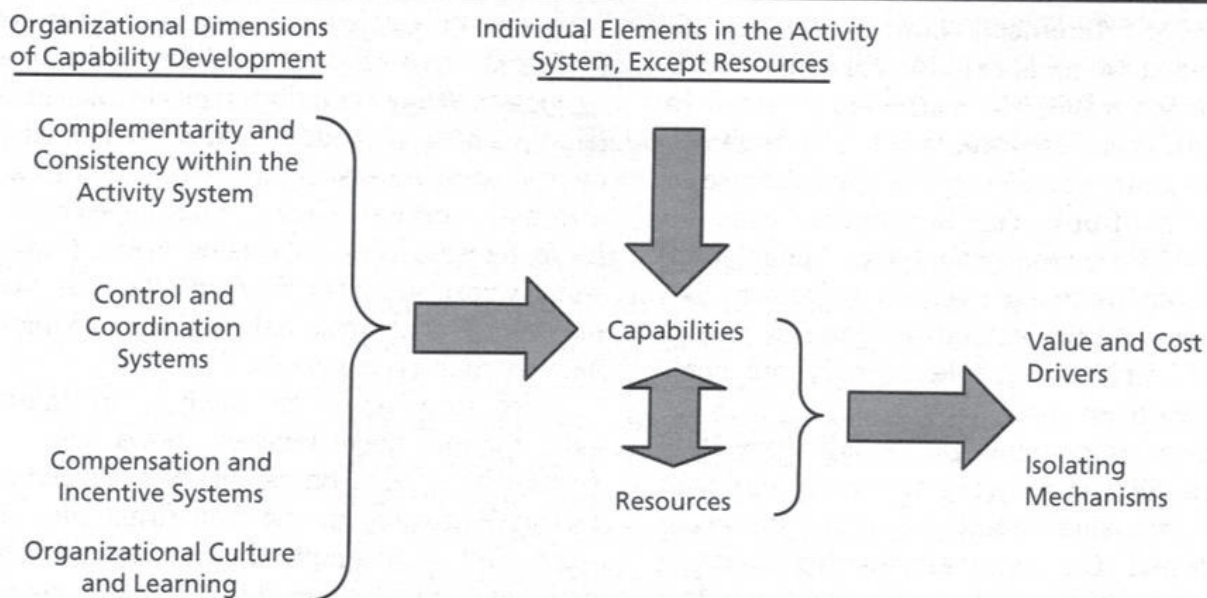 Organizational Dimensions
of Capability Development
Individual Elements in the Activity
System, Except Resources
Complementarity and
Consistency within the
Activity System
Control and
Coordination
Systems
Compensation and
Incentive Systems
Organizational Culture
and Learning
Capabilities
Resources
Value and Cost
Drivers
Isolating
Mechanisms